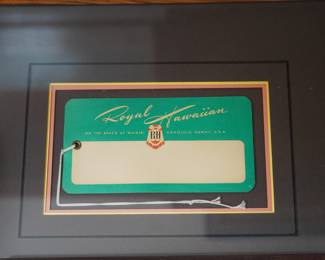 Royal Hawaiian
ON THE BEACH AT WAIKIKI HONOLULU HAWAII, U.S.A.
RH